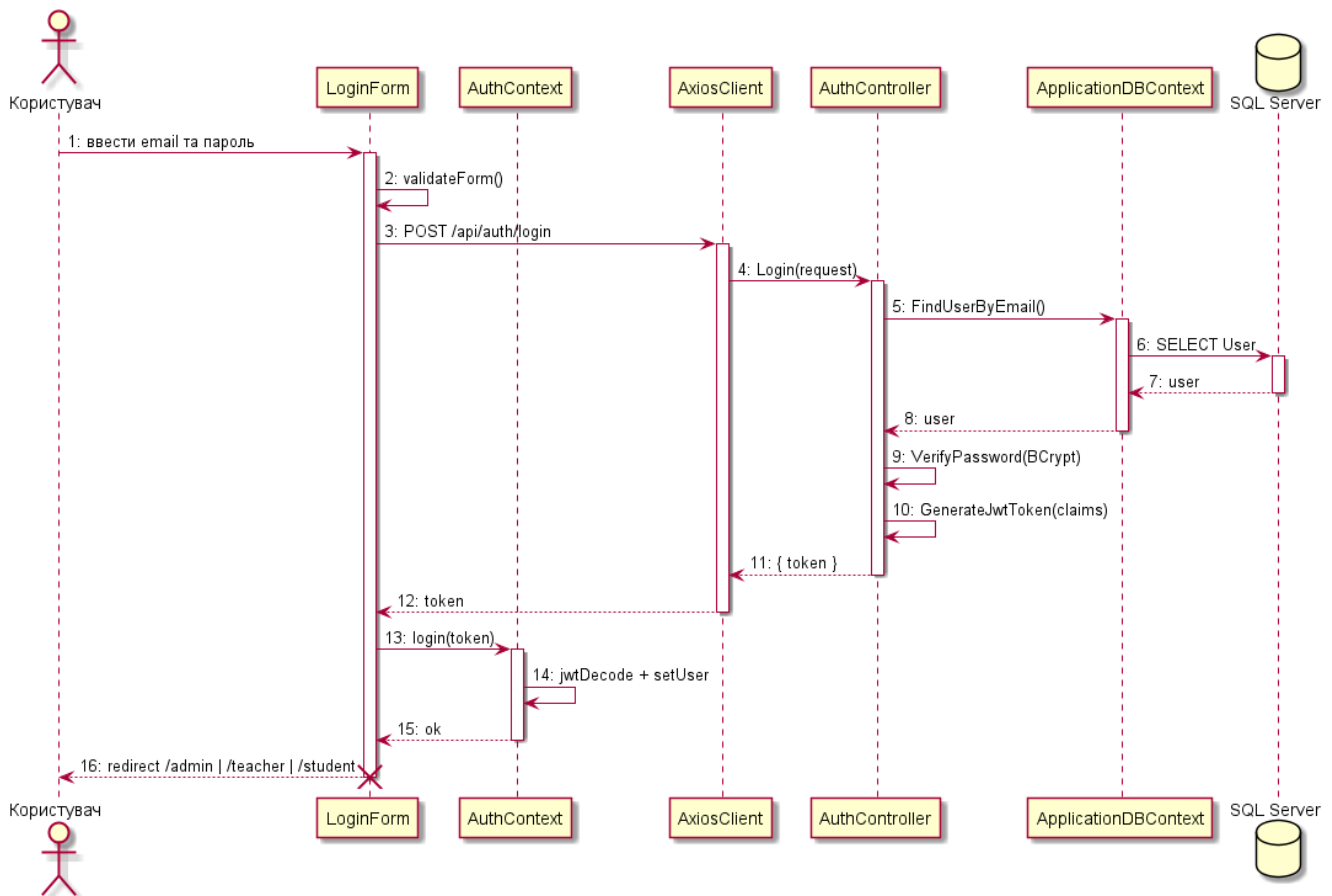 Користувач
LoginForm
AuthContext
AxiosClient
AuthController
ApplicationDBContext
SQL Server
1: ввести email та пароль
2: validateForm()
3: POST /api/auth/login
4: Login(request)
5: FindUserByEmail()
6: SELECT User
7: user
8: user
9: VerifyPassword(BCrypt)
10: GenerateJwtToken(claims)
11: { token }
12: token
13: login(token)
14: jwtDecode + setUser
15: ok
16: redirect /admin | /teacher | /student
Користувач
LoginForm
AuthContext
AxiosClient
AuthController
ApplicationDBContext
SQL Server